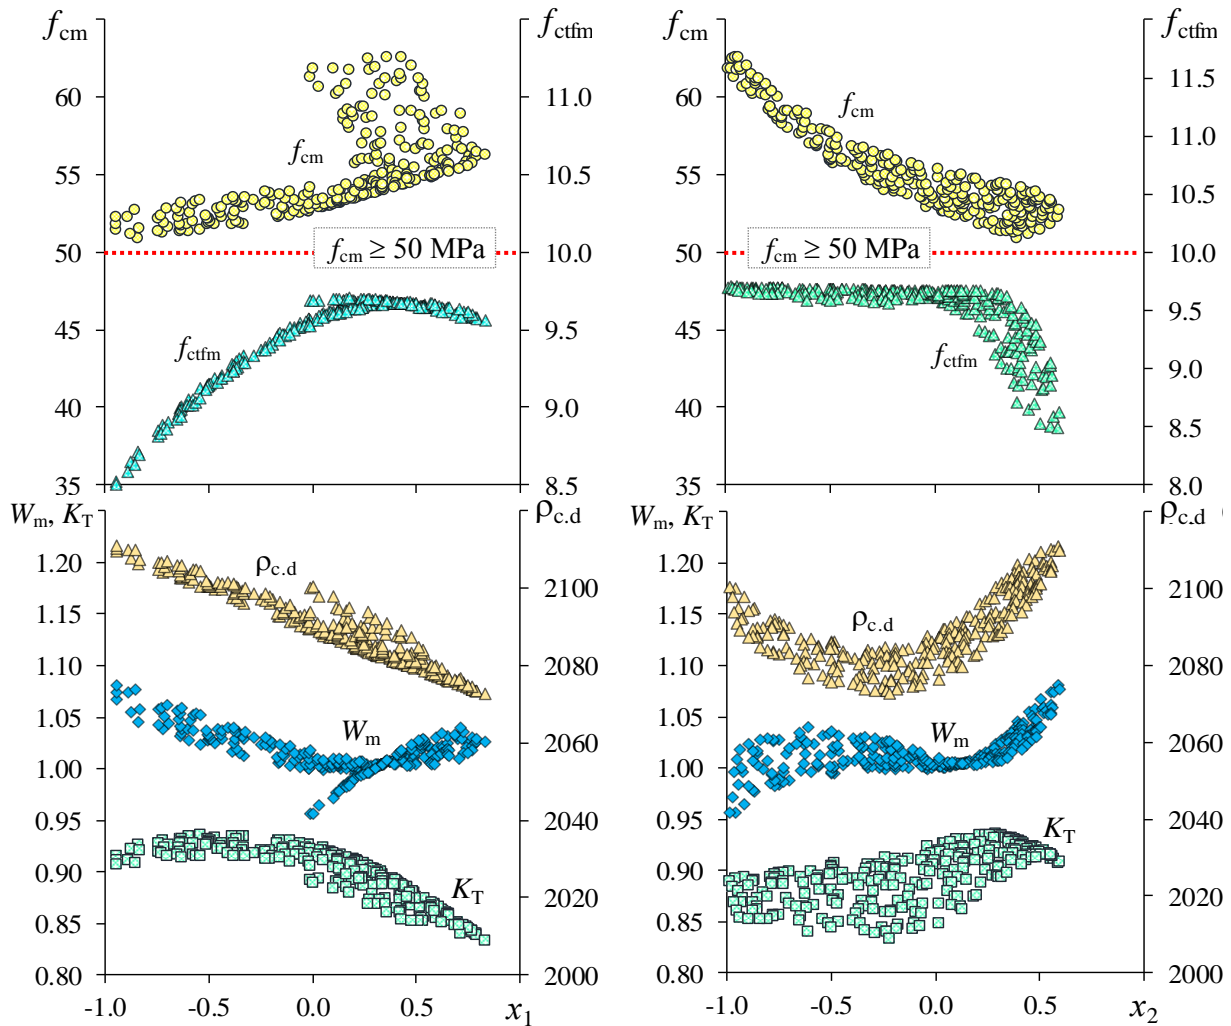 f_cm f_ctfm f_cm f_ctfm
60 11.0 60 11.5
f_cm
11.0
f_cm
55 10.5 55 10.5
50 f_cm ≥ 50 MPa 10.0 50 f_cm ≥ 50 MPa 10.0
45 9.5 45 9.5
f_ctfm f_ctfm
9.0
40 9.0 40
8.5
35 8.5 35 8.0
W_m, K_T ρ_c.d W_m, K_T ρ_c.d
1.20 1.20
ρ_c.d 2100 2100
1.15 1.15 ρ_c.d
1.10 2080 1.10 2080
1.05 W_m 2060 1.05 W_m 2060
1.00 1.00
0.95 2040 0.95 2040
K_T
0.90 K_T 2020 0.90 2020
0.85 0.85
0.80 2000 0.80 2000
-1.0 -0.5 0.0 0.5 x_1 -1.0 -0.5 0.0 0.5 x_2